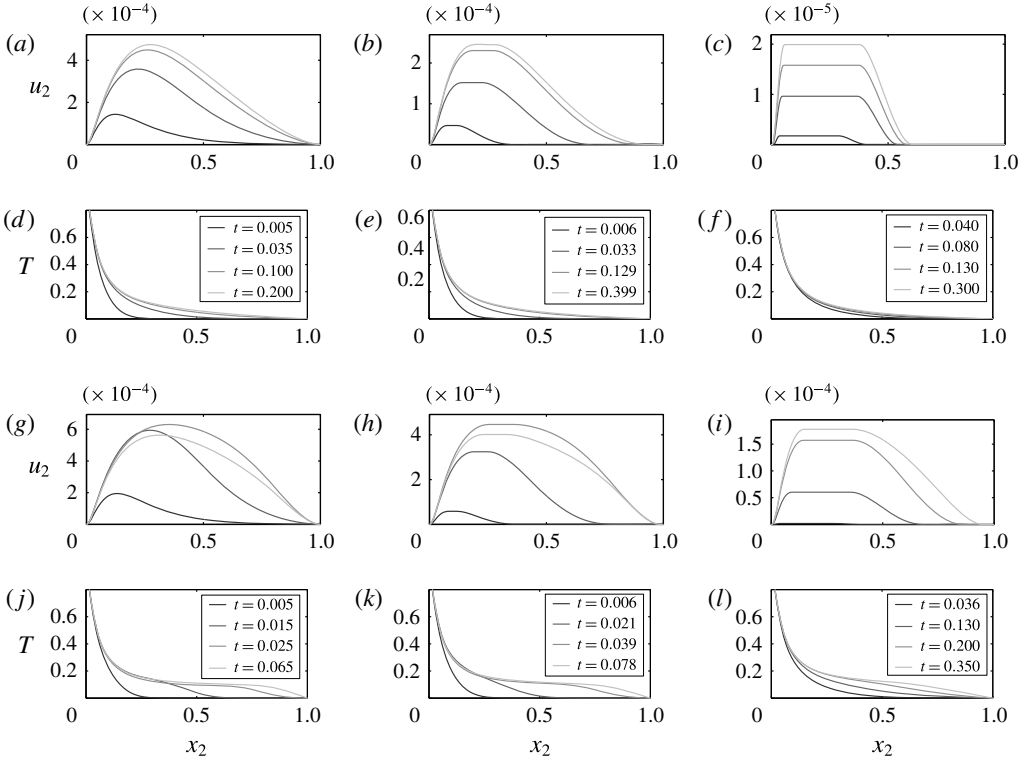 (× 10⁻⁴) (× 10⁻⁴) (× 10⁻⁵)
(a) (b) (c)
4 2 2
u₂ 2 1 1
0 0.5 1.0 0 0.5 1.0 0 0.5 1.0
(d) (e) (f)
T 0.6 0.4 0.2 0.6 0.4 0.2 0.6 0.4 0.2
t = 0.005 t = 0.006 t = 0.040
t = 0.035 t = 0.033 t = 0.080
t = 0.100 t = 0.129 t = 0.130
t = 0.200 t = 0.399 t = 0.300
0 0.5 1.0 0 0.5 1.0 0 0.5 1.0
(× 10⁻⁴) (× 10⁻⁴) (× 10⁻⁴)
(g) (h) (i)
u₂ 6 4 2 4 2 1.5 1.0 0.5
0 0.5 1.0 0 0.5 1.0 0 0.5 1.0
(j) (k) (l)
T 0.6 0.4 0.2 0.6 0.4 0.2 0.6 0.4 0.2
t = 0.005 t = 0.006 t = 0.036
t = 0.015 t = 0.021 t = 0.130
t = 0.025 t = 0.039 t = 0.200
t = 0.065 t = 0.078 t = 0.350
0 0.5 1.0 0 0.5 1.0 0 0.5 1.0
x₂ x₂ x₂